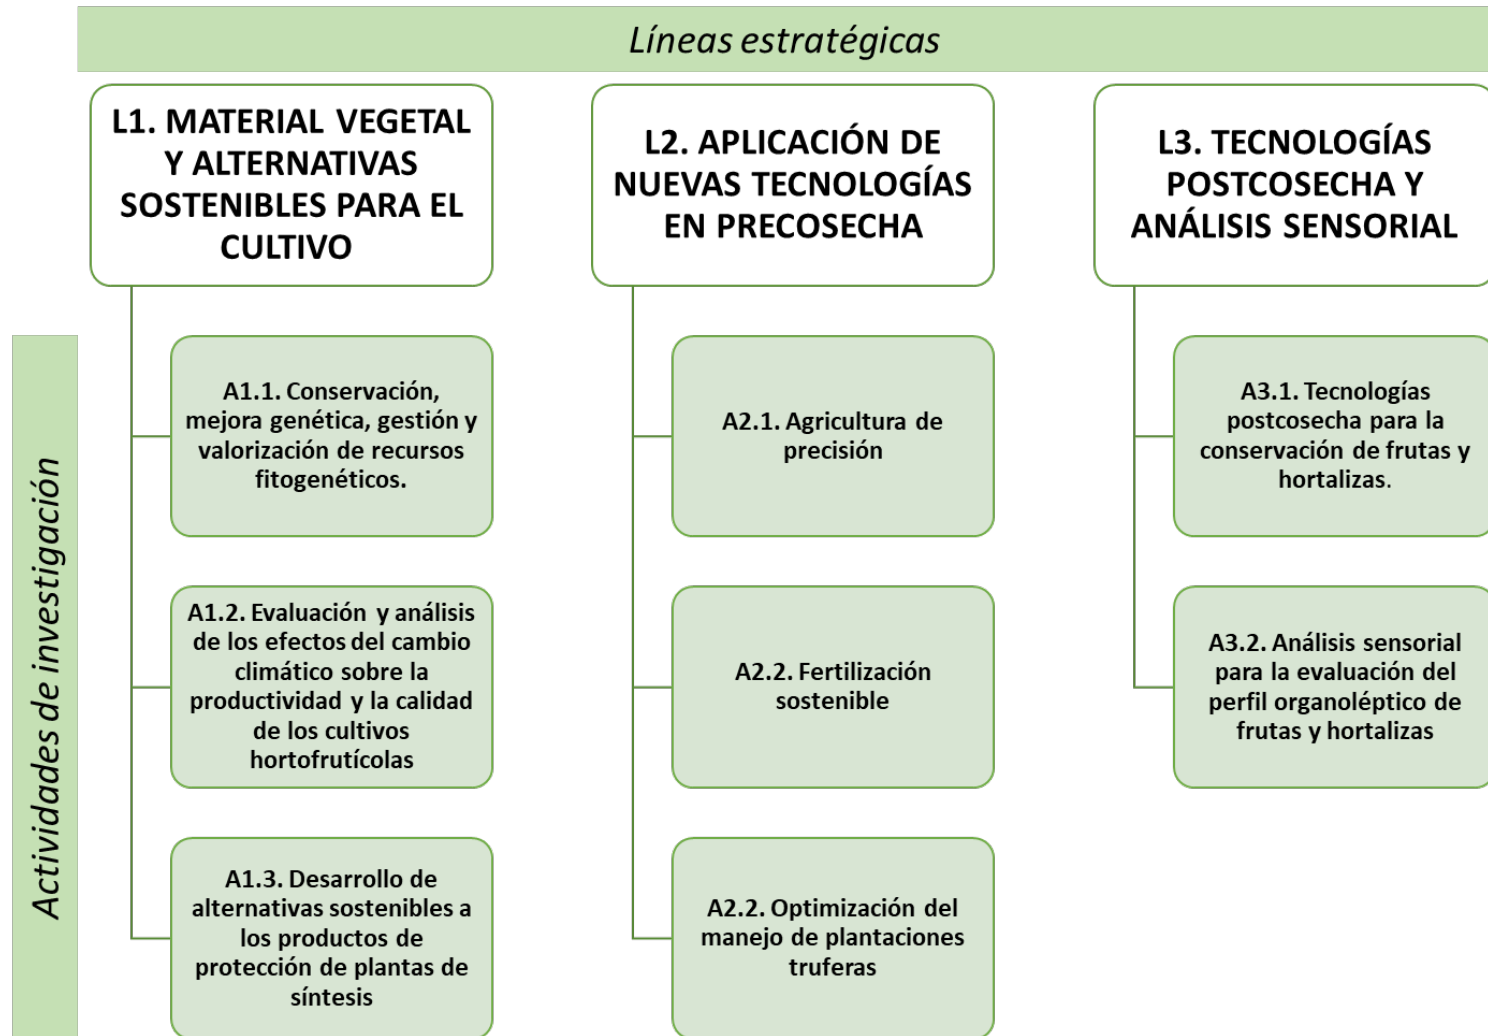 Líneas estratégicas
L1. MATERIAL VEGETAL
Y ALTERNATIVAS
SOSTENIBLES PARA EL
CULTIVO
L2. APLICACIÓN DE
NUEVAS TECNOLOGÍAS
EN PRECOSECHA
L3. TECNOLOGÍAS
POSTCOSECHA Y
ANÁLISIS SENSORIAL
Actividades de investigación
A1.1. Conservación,
mejora genética, gestión y
valorización de recursos
fitogenéticos.
A2.1. Agricultura de
precisión
A3.1. Tecnologías
postcosecha para la
conservación de frutas y
hortalizas.
A1.2. Evaluación y análisis
de los efectos del cambio
climático sobre la
productividad y la calidad
de los cultivos
hortofrutícolas
A2.2. Fertilización
sostenible
A3.2. Análisis sensorial
para la evaluación del
perfil organoléptico de
frutas y hortalizas
A1.3. Desarrollo de
alternativas sostenibles a
los productos de
protección de plantas de
síntesis
A2.2. Optimización del
manejo de plantaciones
truferas